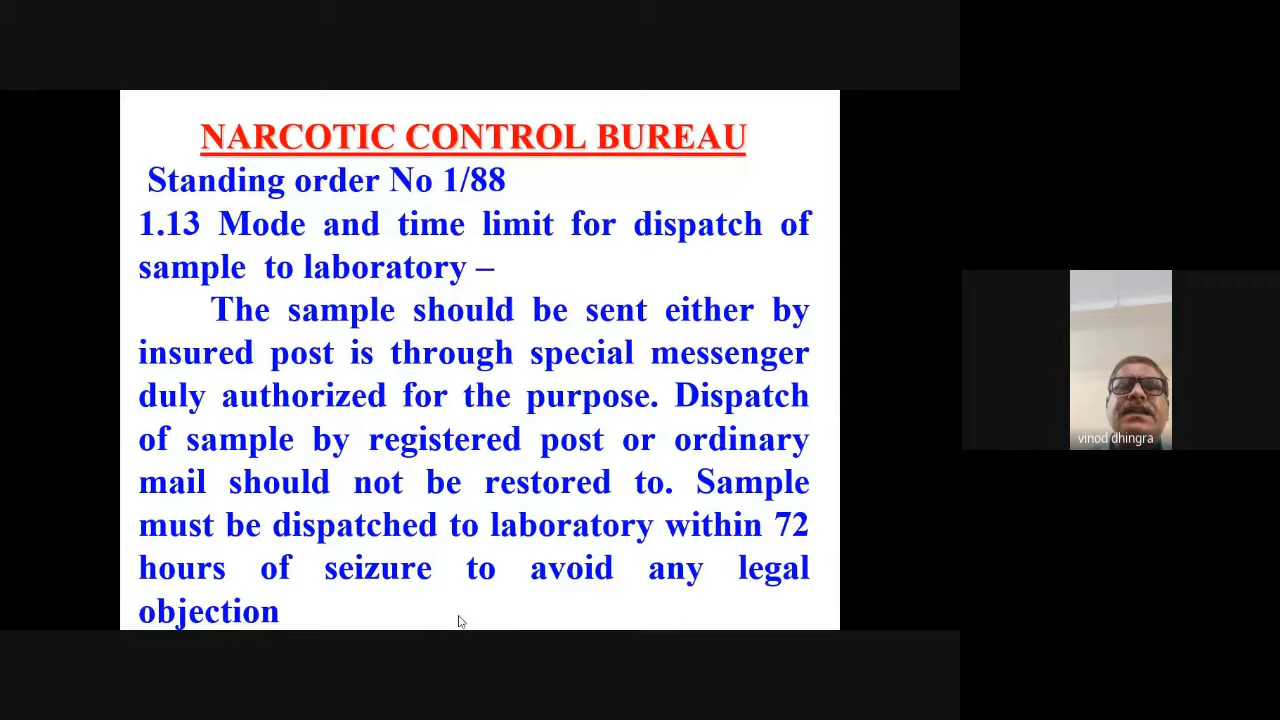 NARCOTIC CONTROL BUREAU
Standing order No 1/88
1.13 Mode and time limit for dispatch of
sample to laboratory –
The sample should be sent either by
insured post is through special messenger
duly authorized for the purpose. Dispatch
of sample by registered post or ordinary
mail should not be restored to. Sample
must be dispatched to laboratory within 72
hours of seizure to avoid any legal
objection
vinod dhingra